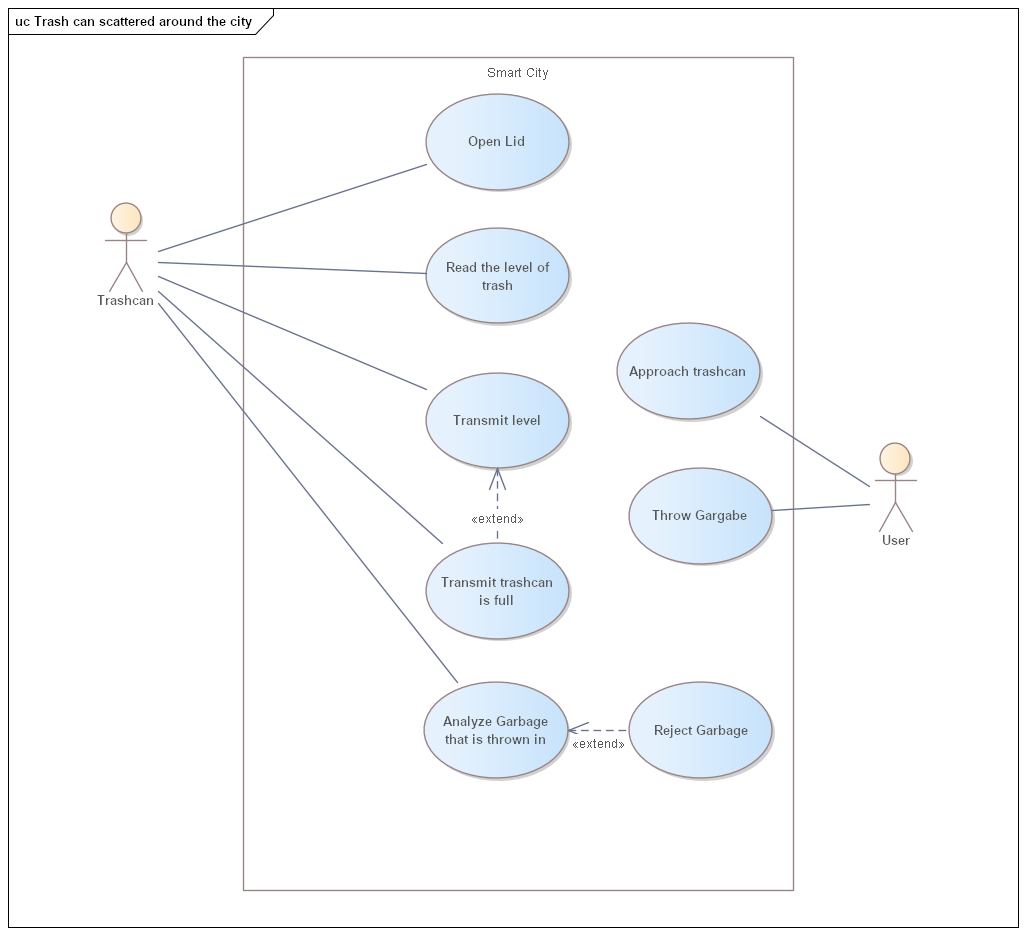 uc Trash can scattered around the city
Smart City
Open Lid
Trashcan
Read the level of
trash
Approach trashcan
Transmit level
Throw Gargabe
User
«extend»
Transmit trashcan
is full
Analyze Garbage
that is thrown in
«extend»
Reject Garbage